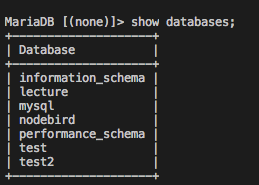 MariaDB [(none)]> show databases;
+--------------------+
| Database           |
+--------------------+
| information_schema |
| lecture            |
| mysql              |
| nodebird           |
| performance_schema |
| test               |
| test2              |
+--------------------+